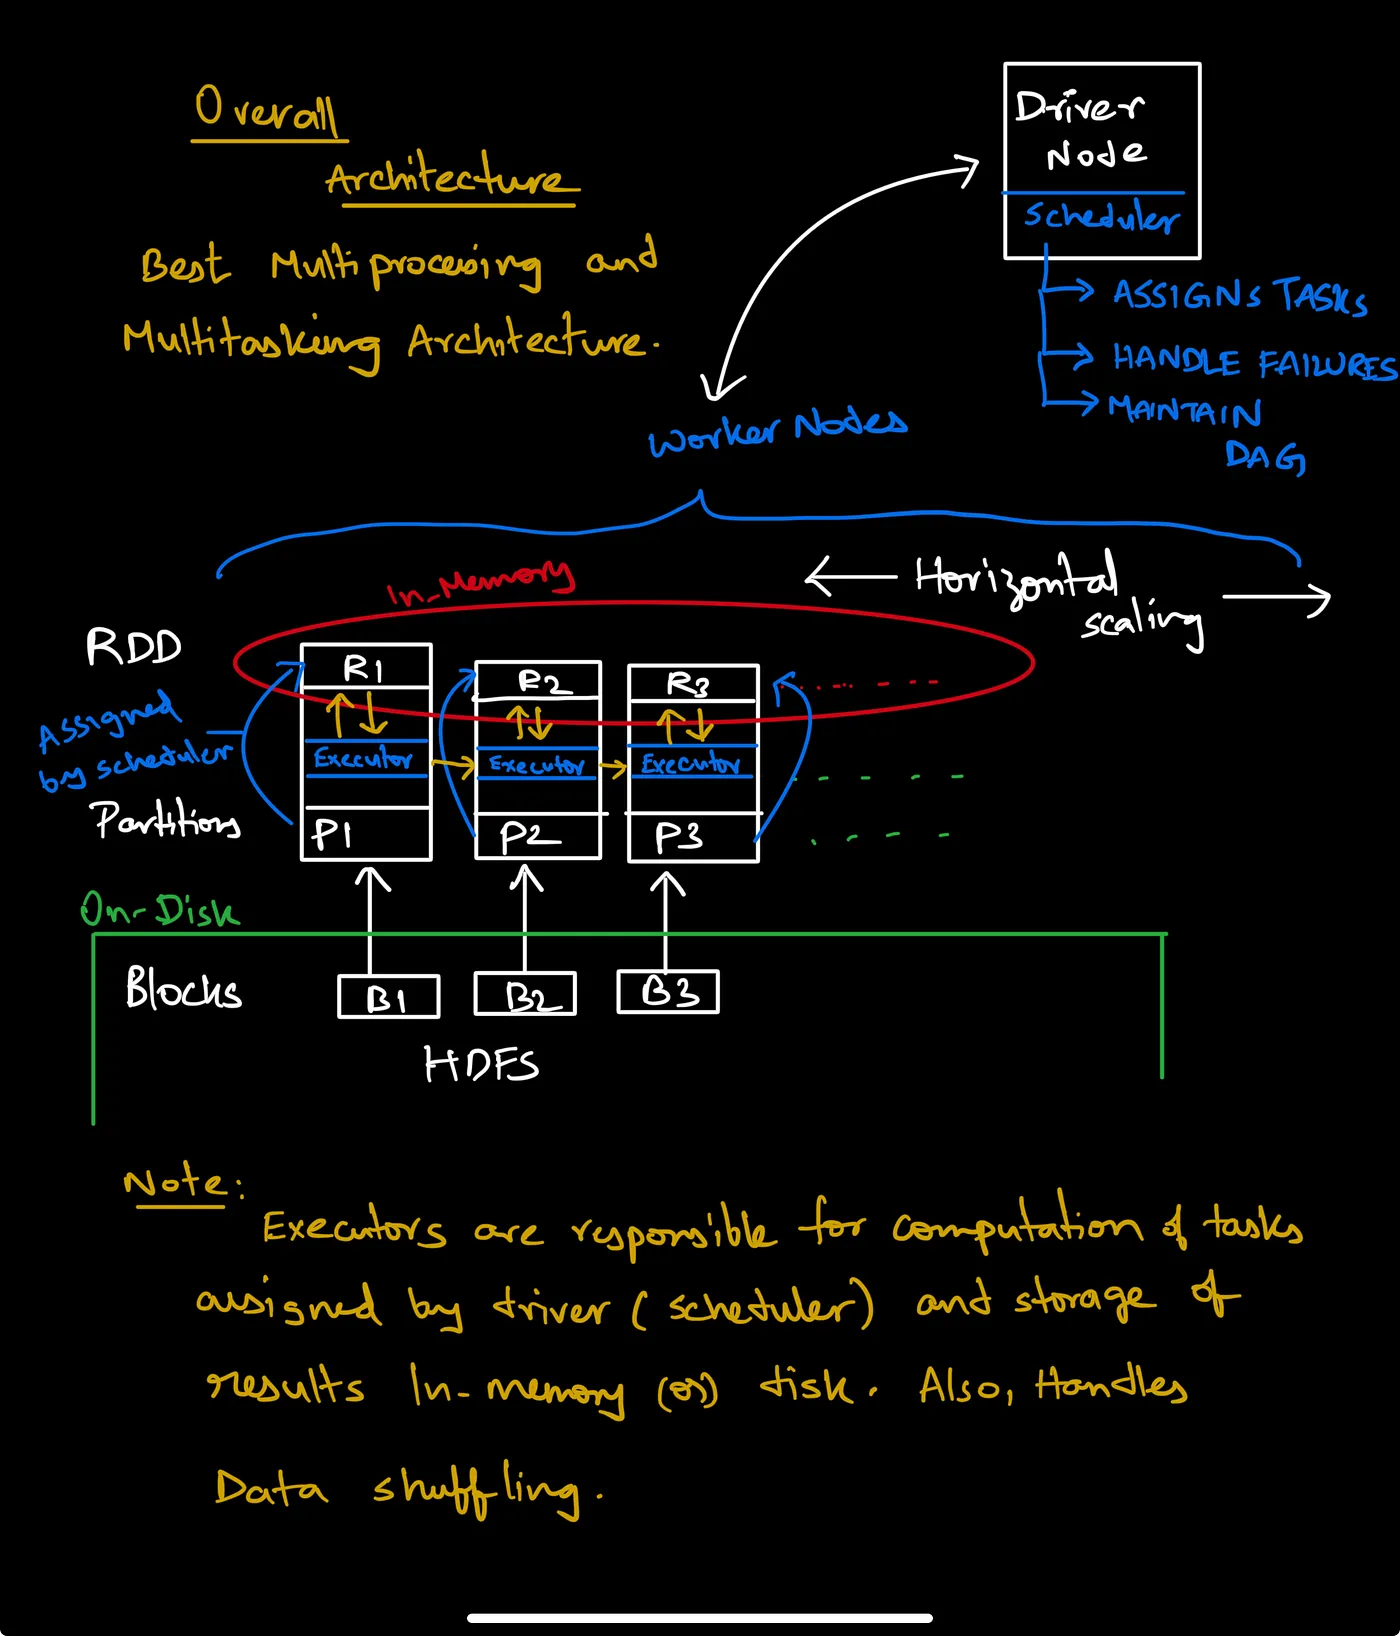 Overall
Architecture
Best Multiprocessing and
Multitasking Architecture.
Driver
Node
Scheduler
ASSIGNS TASKS
HANDLE FAILURES
MAINTAIN
DAG
Worker Nodes
In_Memory
Horizontal
scaling
RDD
R1
R2
R3
Assigned
by scheduler
Executor
Executor
Executor
Partitions
P1
P2
P3
On-Disk
Blocks
B1
B2
B3
HDFS
Note:
Executors are responsible for computation of tasks
assigned by driver (scheduler) and storage of
results In-memory (or) disk. Also, Handles
Data shuffling.